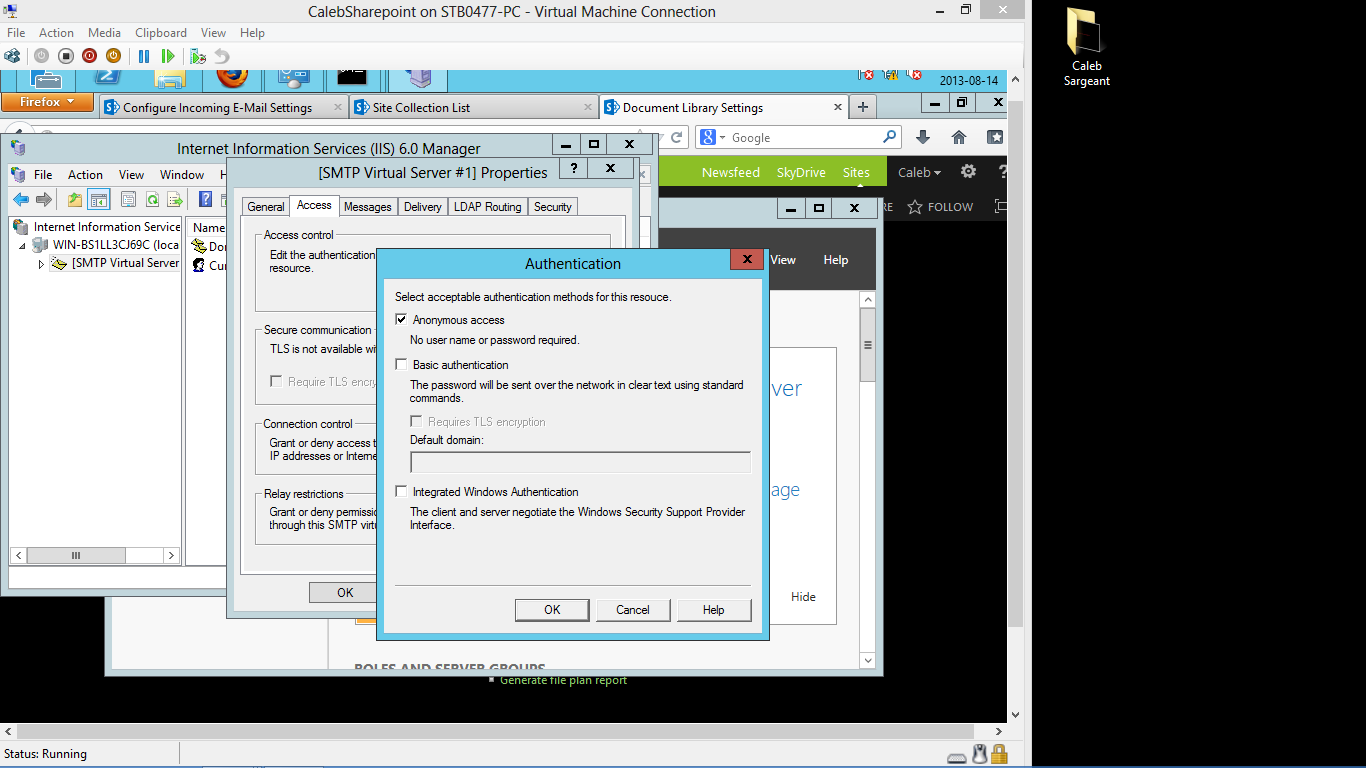 CalebSharepoint on STB0477-PC - Virtual Machine Connection
File Action Media Clipboard View Help
2013-08-14
Firefox
Configure Incoming E-Mail Settings
Site Collection List
Document Library Settings
Google
Newsfeed SkyDrive Sites Caleb ?
FOLLOW
View Help
Internet Information Services (IIS) 6.0 Manager
File Action View Window
Internet Information Service
WIN-BS1LL3CJ69C (loca
[SMTP Virtual Server
Name
Do
Cu
[SMTP Virtual Server #1] Properties
General Access Messages Delivery LDAP Routing Security
Access control
Edit the authentication
resource.
Secure communication
TLS is not available wi
Require TLS encry
Connection control
Grant or deny access t
IP addresses or Interne
Relay restrictions
Grant or deny permissi
through this SMTP virtu
OK
Authentication
Select acceptable authentication methods for this resouce.
Anonymous access
No user name or password required.
Basic authentication
The password will be sent over the network in clear text using standard
commands.
Requires TLS encryption
Default domain:
Integrated Windows Authentication
The client and server negotiate the Windows Security Support Provider
Interface.
OK Cancel Help
ver
age
Hide
ROLES AND SERVER GROUPS
Generate file plan report
Status: Running
Caleb
Sargeant